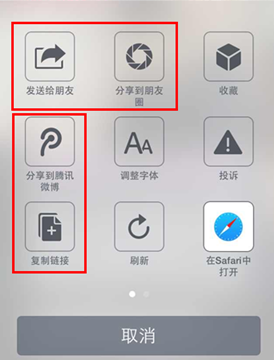 发送给朋友
分享到朋友
圈
收藏
分享到腾讯
微博
AA
调整字体
投诉
复制链接
刷新
在Safari中
打开
取消